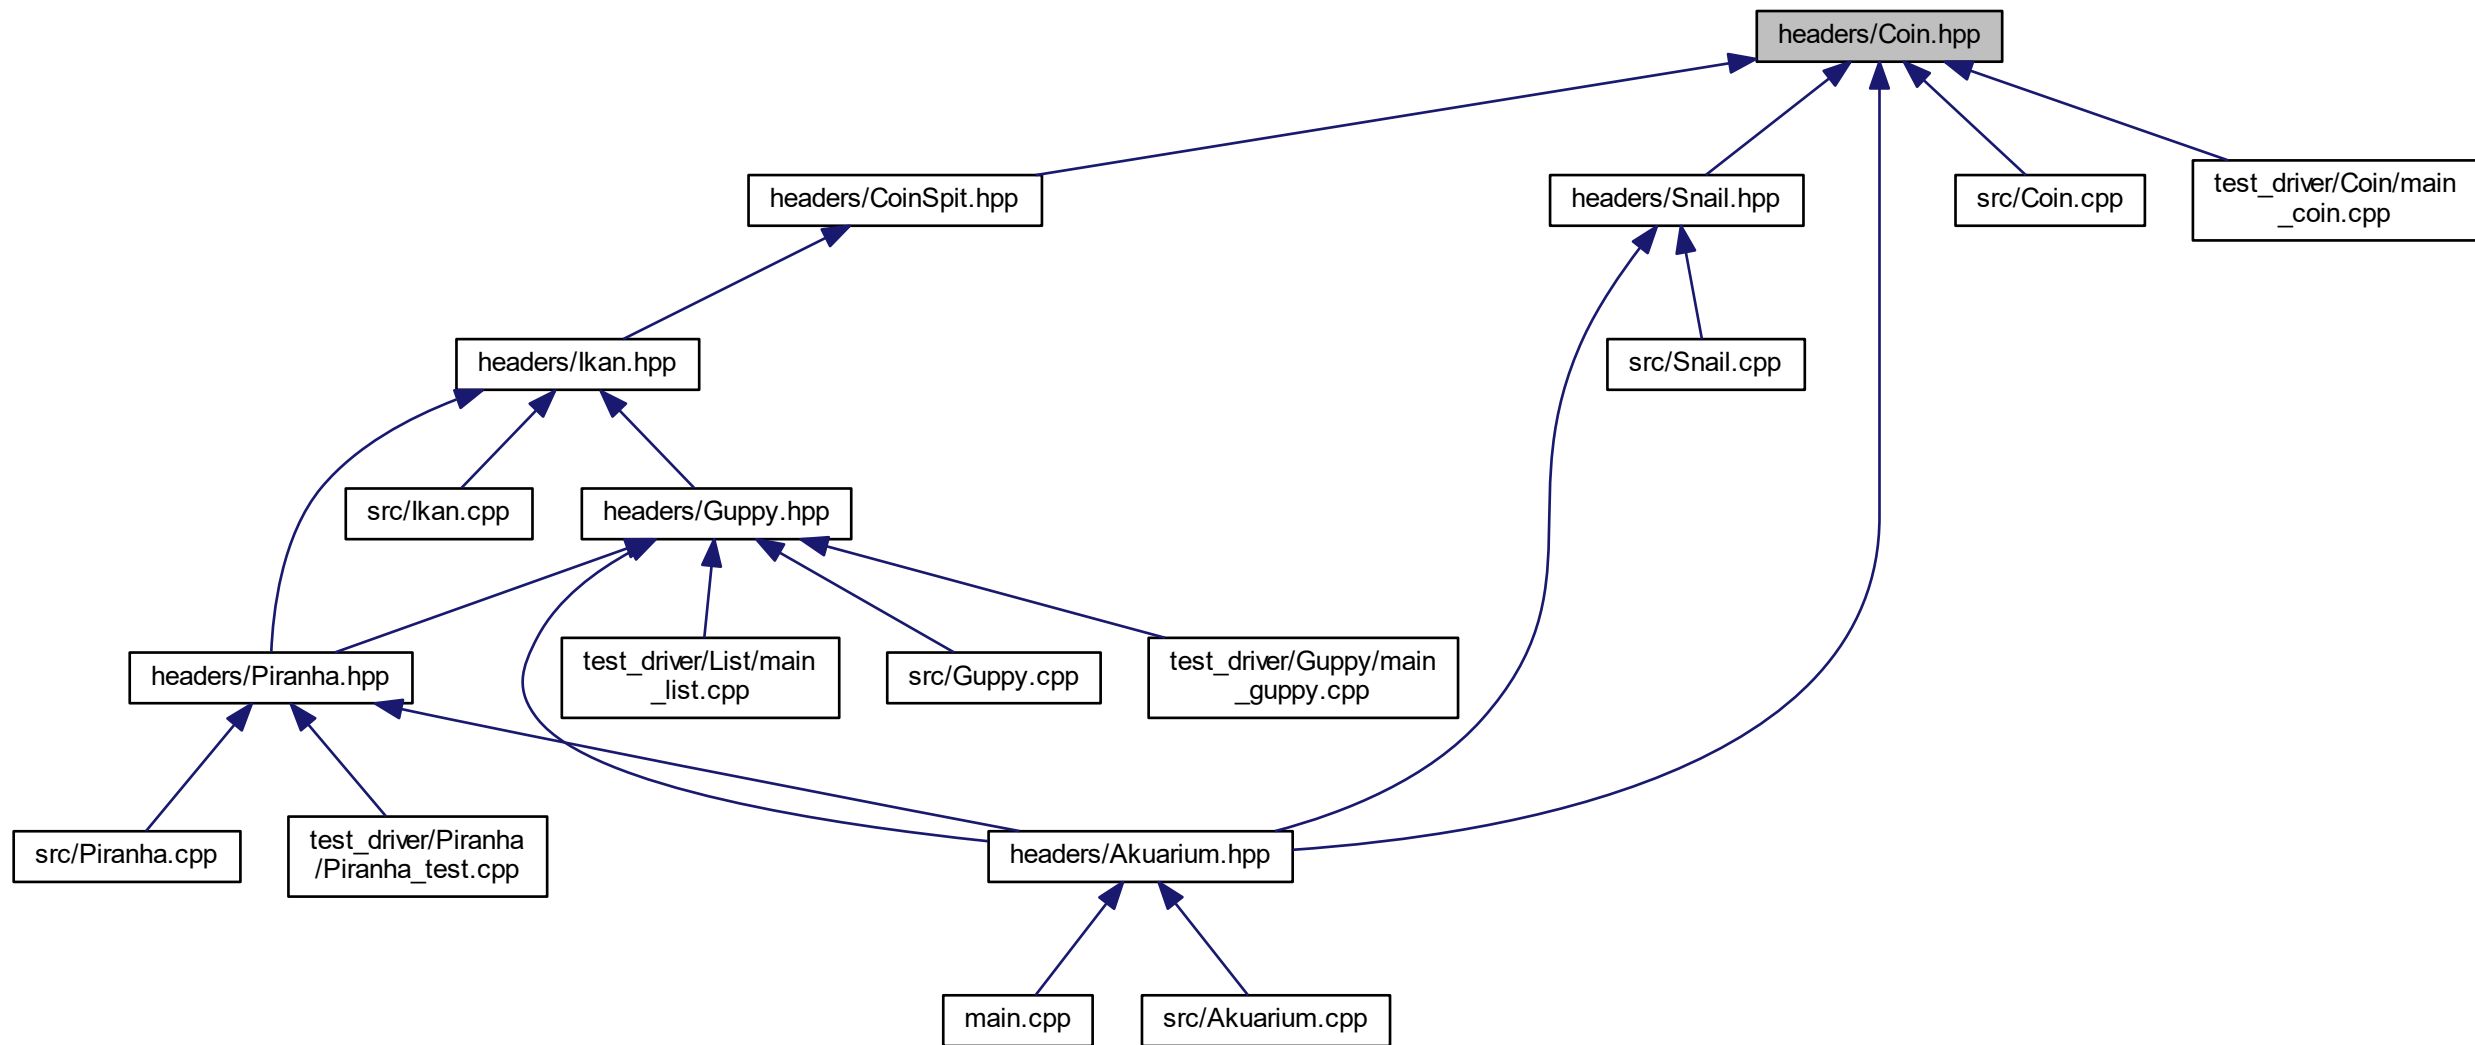 headers/Coin.hpp
headers/CoinSpit.hpp
headers/Snail.hpp
src/Coin.cpp
test_driver/Coin/main
_coin.cpp
headers/Ikan.hpp
src/Snail.cpp
src/Ikan.cpp
headers/Guppy.hpp
headers/Piranha.hpp
test_driver/List/main
_list.cpp
src/Guppy.cpp
test_driver/Guppy/main
_guppy.cpp
src/Piranha.cpp
test_driver/Piranha
/Piranha_test.cpp
headers/Akuarium.hpp
main.cpp
src/Akuarium.cpp